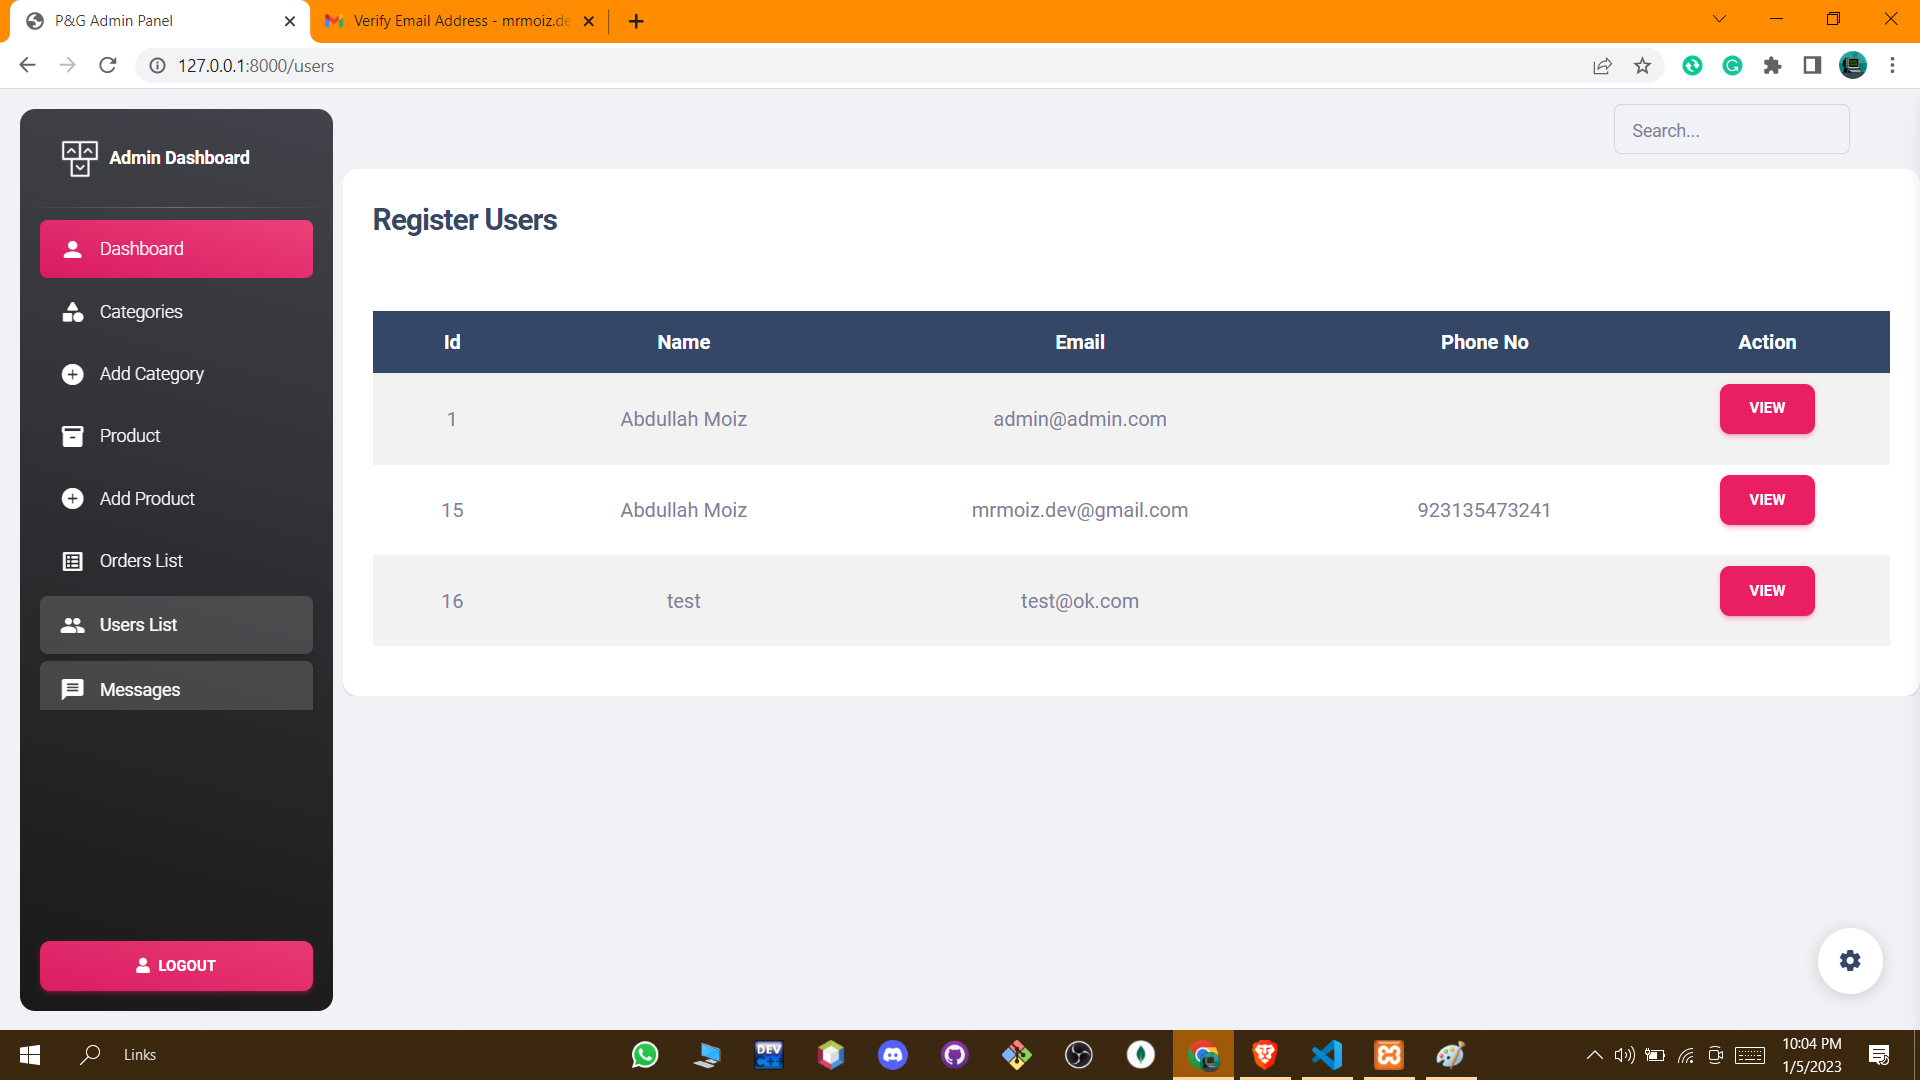 P&G Admin Panel
Verify Email Address - mrmoiz.de
127.0.0.1:8000/users
Admin Dashboard
Search...
Register Users
Dashboard
Categories
Add Category
Product
Add Product
Orders List
Users List
Messages
LOGOUT
Id Name Email Phone No Action
1 Abdullah Moiz admin@admin.com VIEW
15 Abdullah Moiz mrmoiz.dev@gmail.com 923135473241 VIEW
16 test test@ok.com VIEW
Links
DEV
C++
10:04 PM
1/5/2023